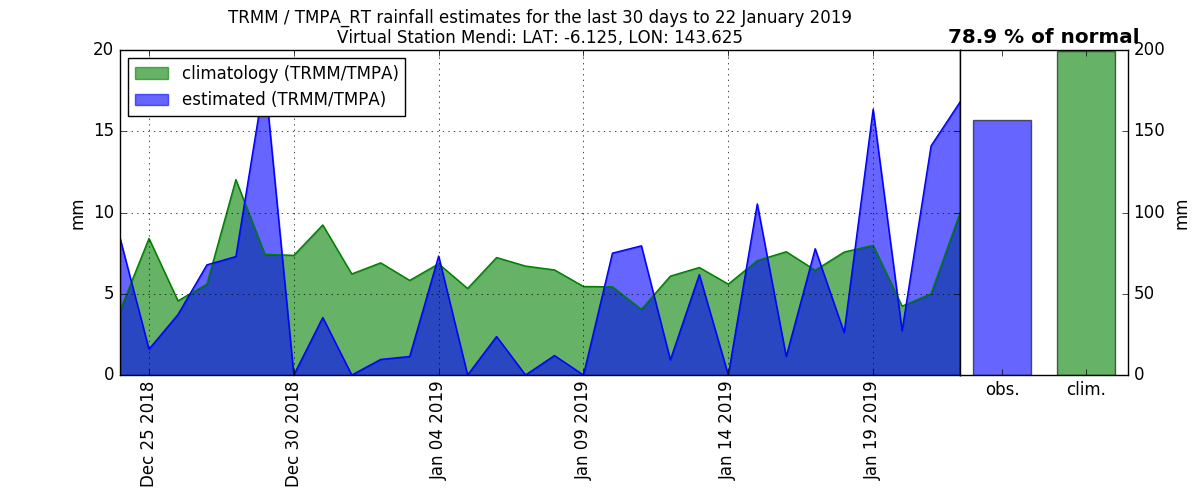 TRMM / TMPA_RT rainfall estimates for the last 30 days to 22 January 2019
Virtual Station Mendi: LAT: -6.125, LON: 143.625
78.9 % of normal
climatology (TRMM/TMPA)
estimated (TRMM/TMPA)
20
15
10
5
0
mm
200
150
100
50
0
mm
Dec 25 2018
Dec 30 2018
Jan 04 2019
Jan 09 2019
Jan 14 2019
Jan 19 2019
obs.
clim.